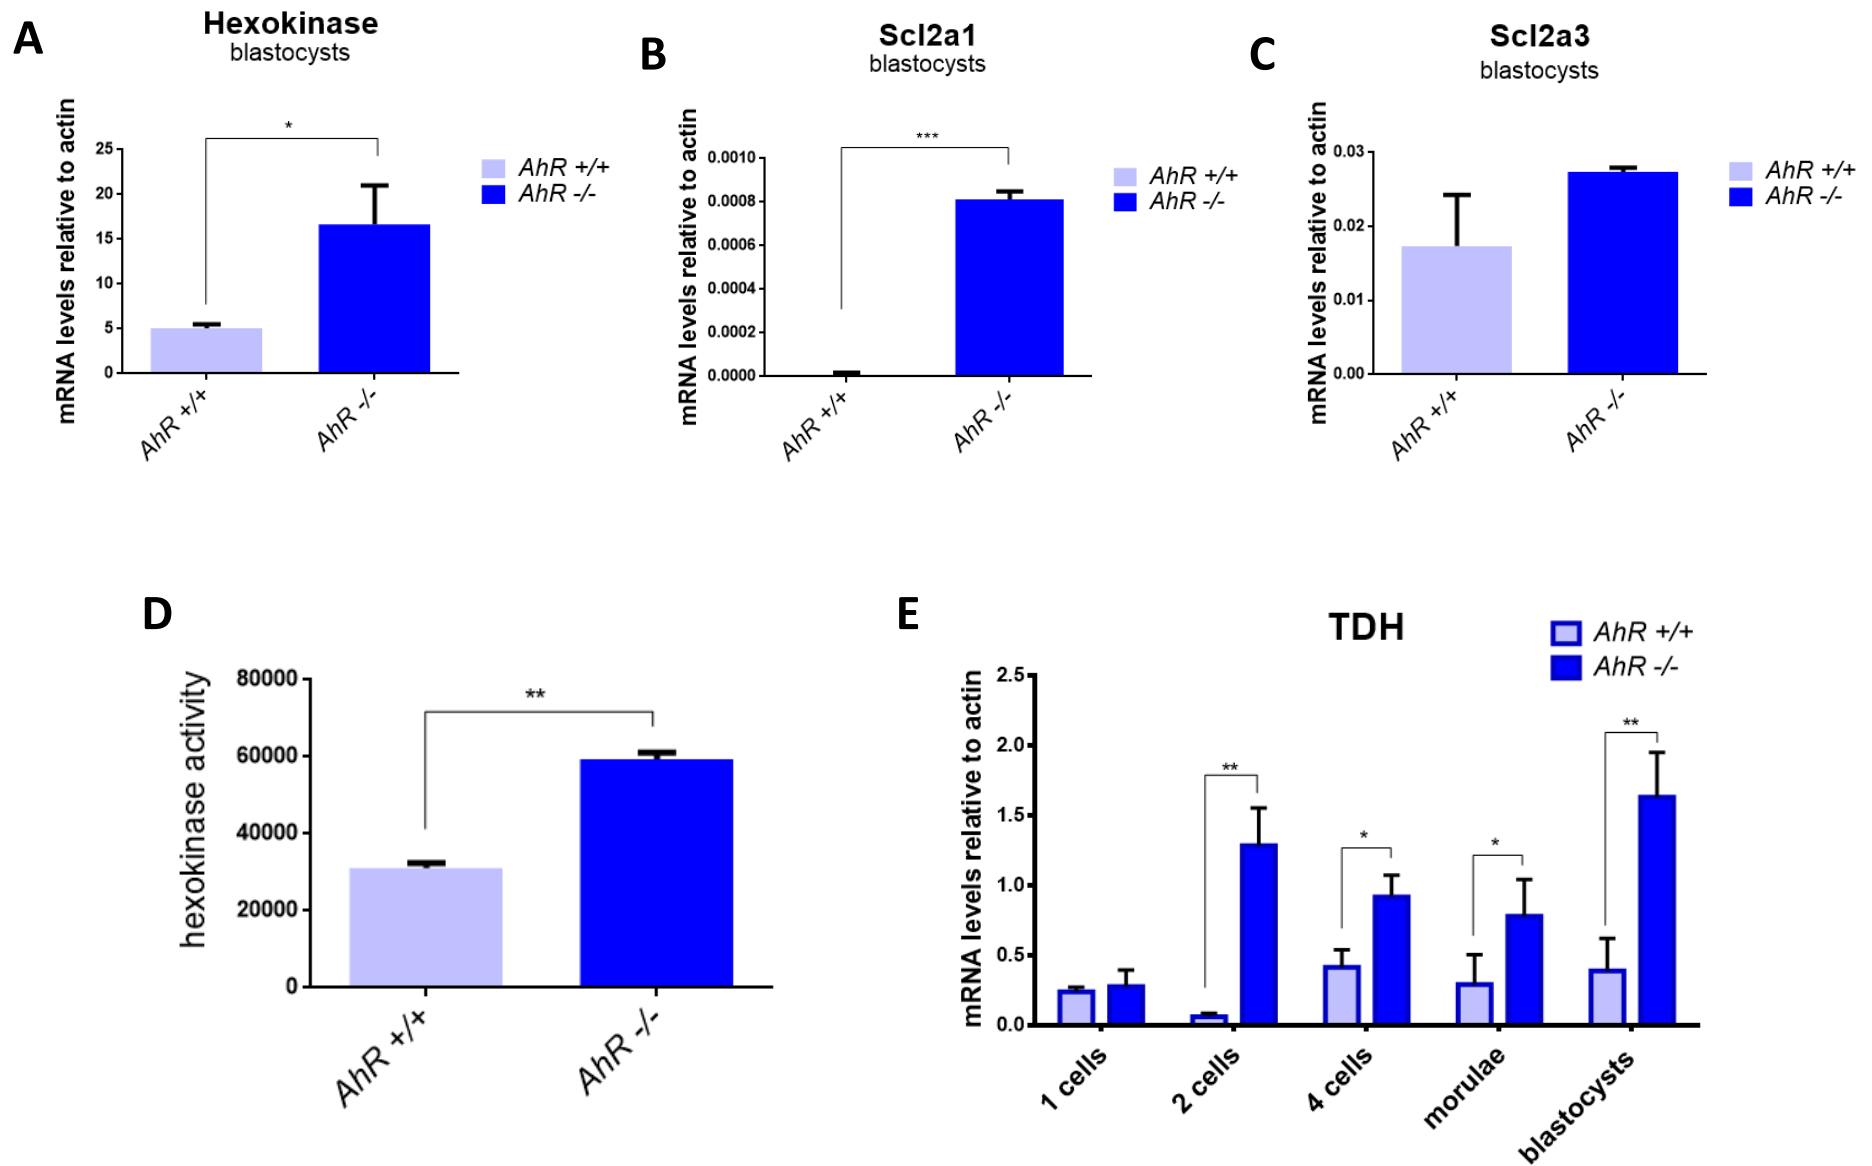 A
Hexokinase
blastocysts
mRNA levels relative to actin
25
20
15
10
5
0
*
AhR +/+
AhR -/-
AhR +/+
AhR -/-
B
Scl2a1
blastocysts
mRNA levels relative to actin
0.0010
0.0008
0.0006
0.0004
0.0002
0.0000
***
AhR +/+
AhR -/-
AhR +/+
AhR -/-
C
Scl2a3
blastocysts
mRNA levels relative to actin
0.03
0.02
0.01
0.00
AhR +/+
AhR -/-
AhR +/+
AhR -/-
D
hexokinase activity
80000
60000
40000
20000
0
**
AhR +/+
AhR -/-
E
TDH
AhR +/+
AhR -/-
mRNA levels relative to actin
2.5
2.0
1.5
1.0
0.5
0.0
**
*
*
**
1 cells
2 cells
4 cells
morulae
blastocysts